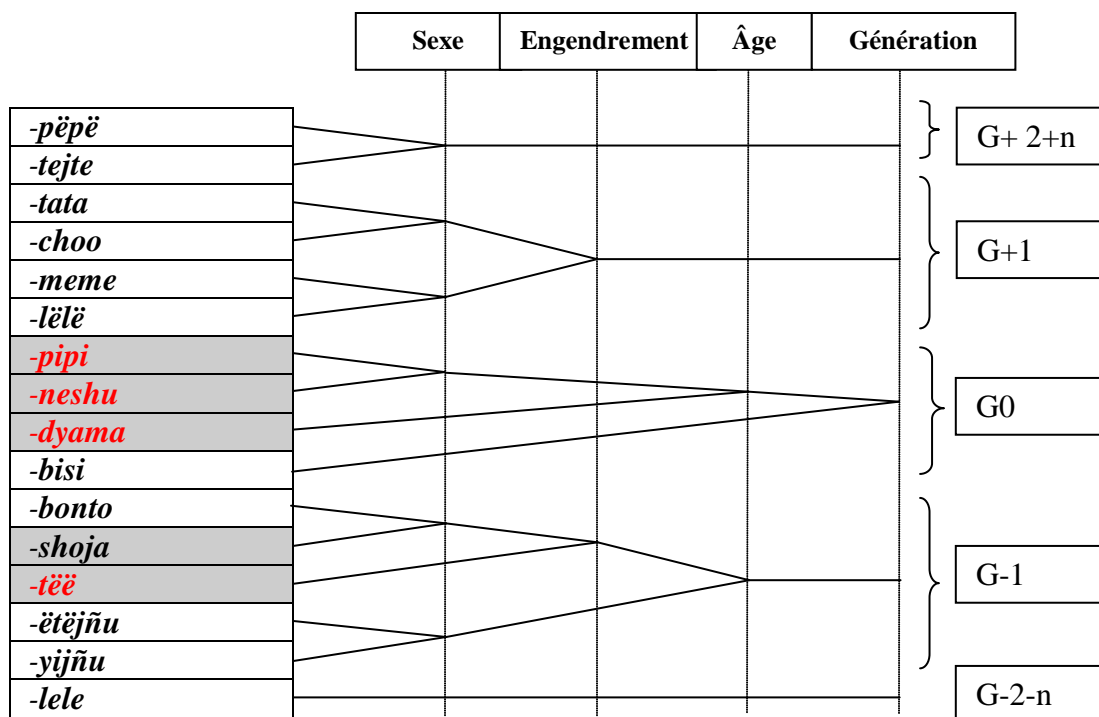 Sexe Engendrement Âge Génération
-pëpë
-tejte
G+ 2+n
-tata
-choo
-meme
-lëlë
G+1
-pipi
-neshu
-dyama
-bisi
G0
-bonto
-shoja
-tëë
-ëtëjñu
-yijñu
G-1
-lele
G-2-n